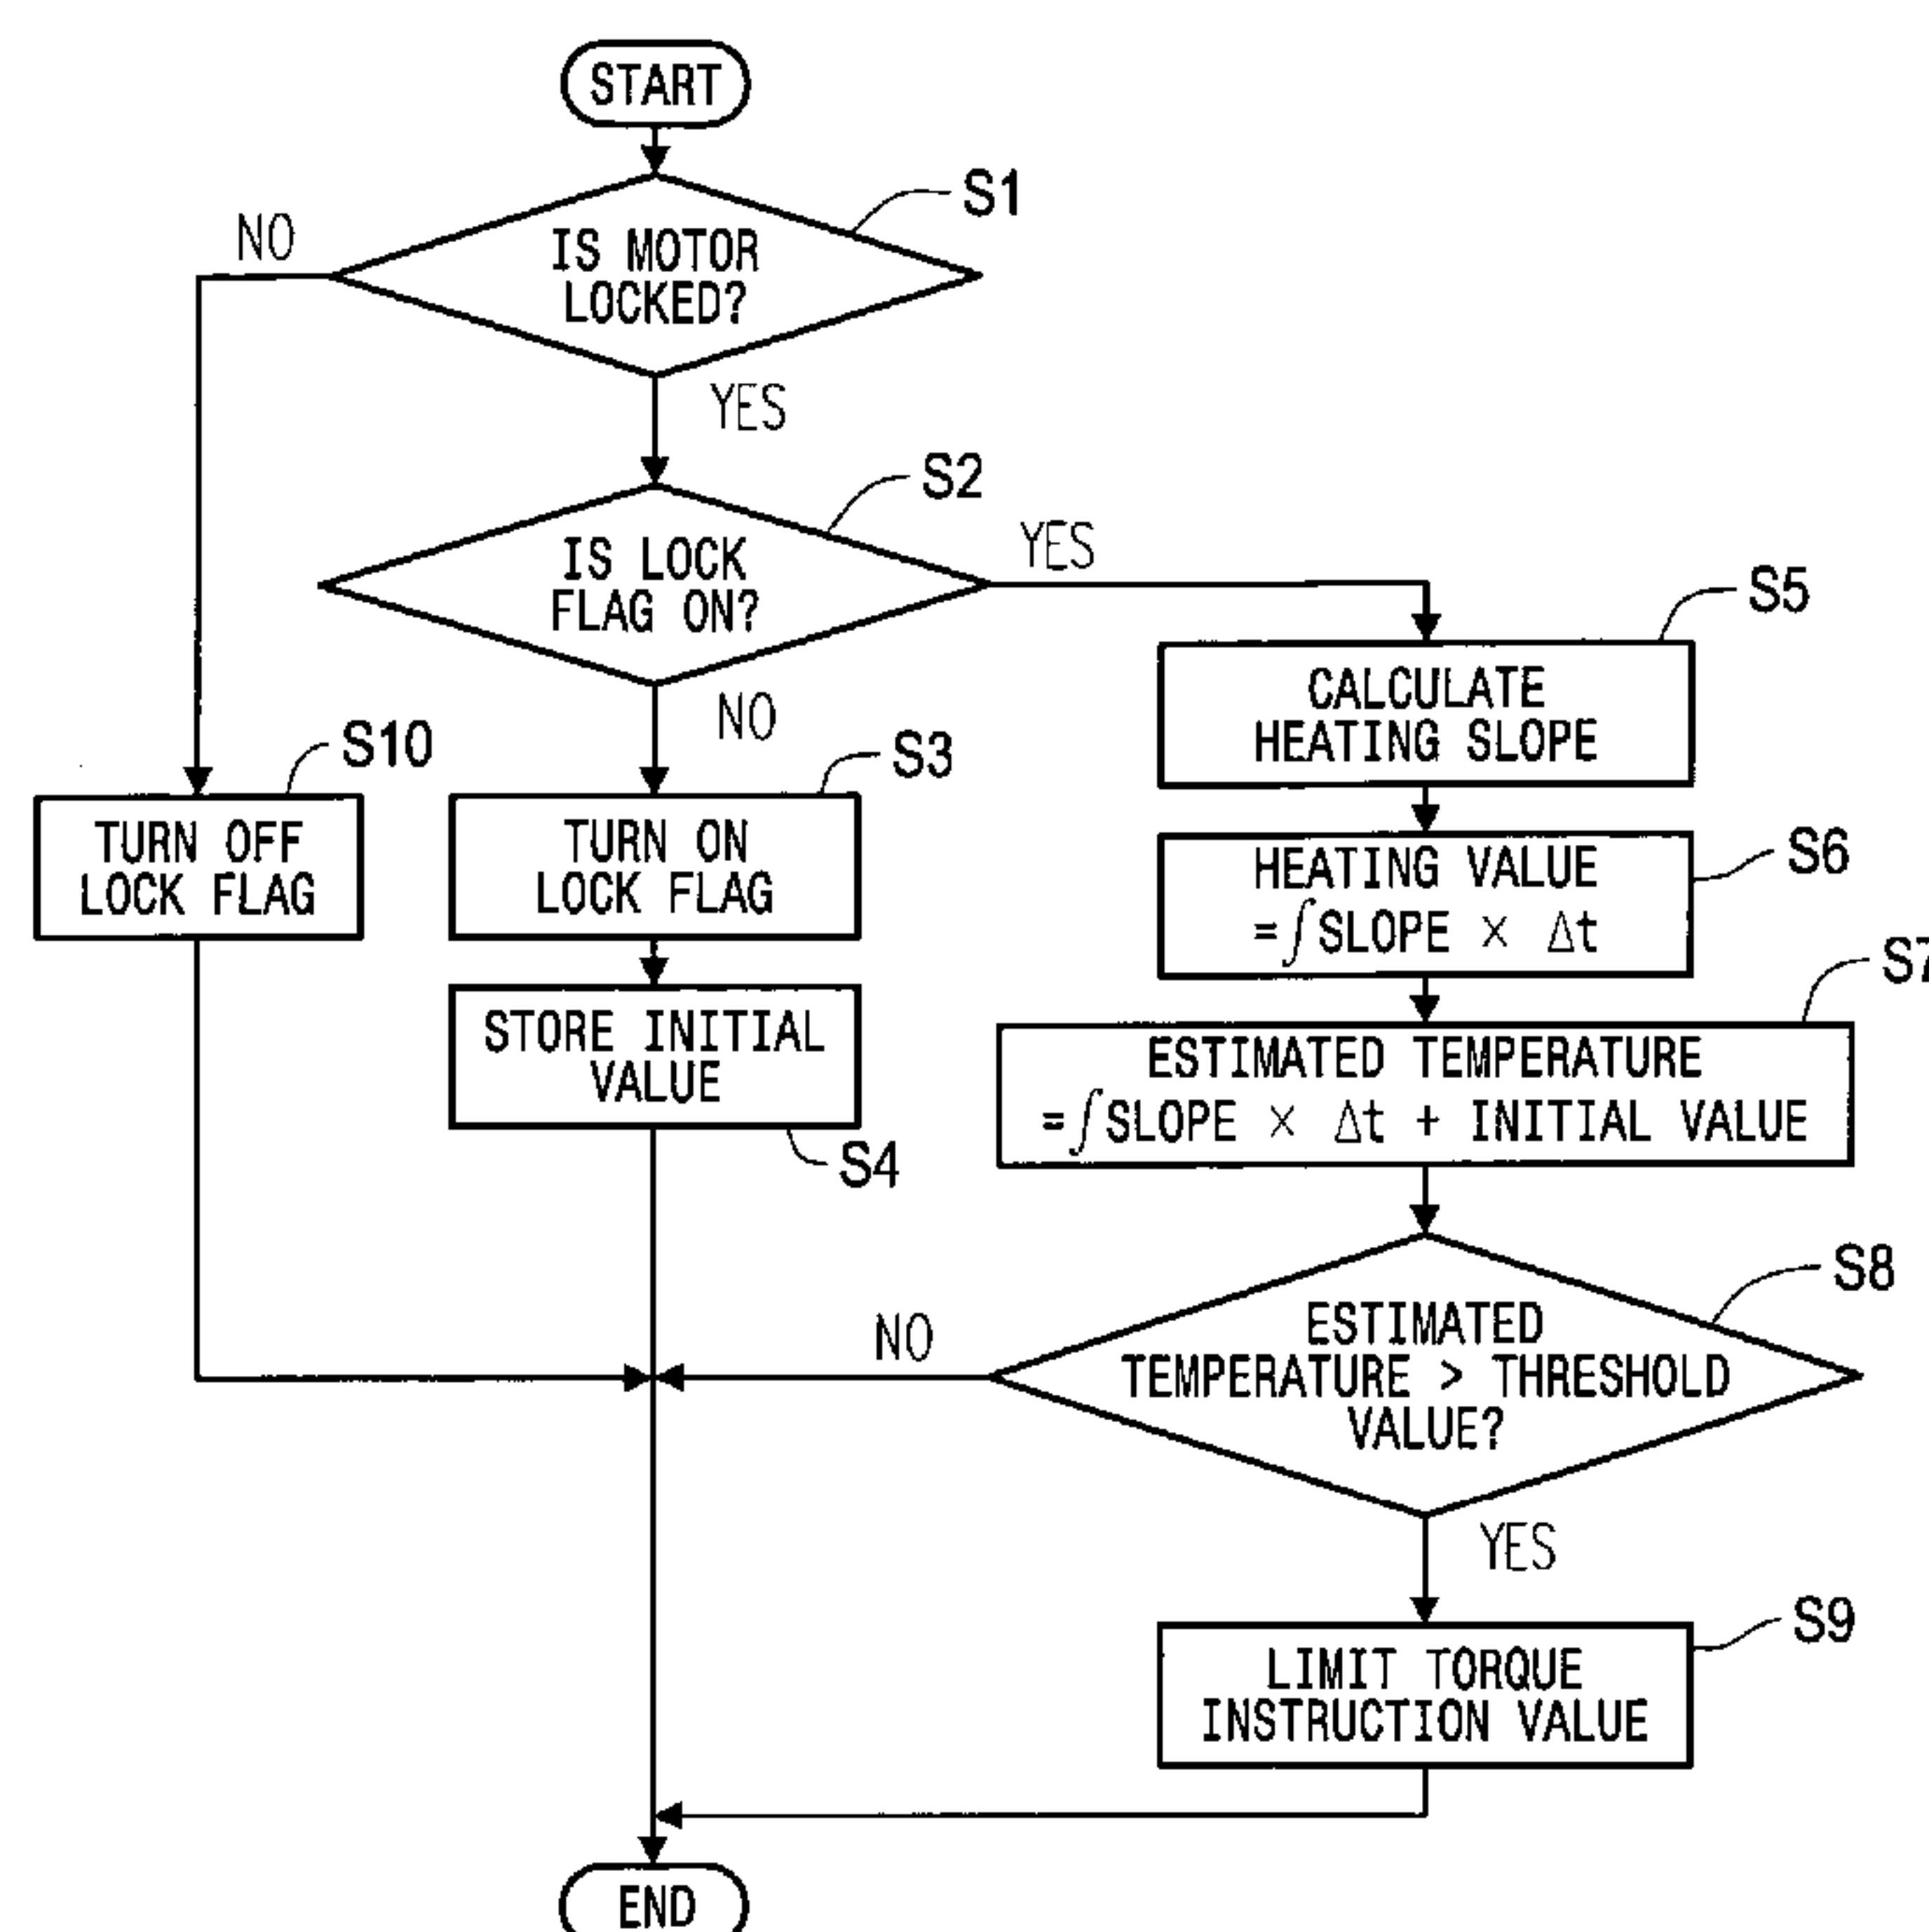 START
S1
NO
IS MOTOR
LOCKED?
YES
S2
IS LOCK
FLAG ON?
YES
NO
S10
TURN OFF
LOCK FLAG
S3
TURN ON
LOCK FLAG
STORE INITIAL
VALUE
S4
S5
CALCULATE
HEATING SLOPE
S6
HEATING VALUE
=∫SLOPE × Δt
S7
ESTIMATED TEMPERATURE
=∫SLOPE × Δt + INITIAL VALUE
S8
NO
ESTIMATED
TEMPERATURE > THRESHOLD
VALUE?
YES
S9
LIMIT TORQUE
INSTRUCTION VALUE
END